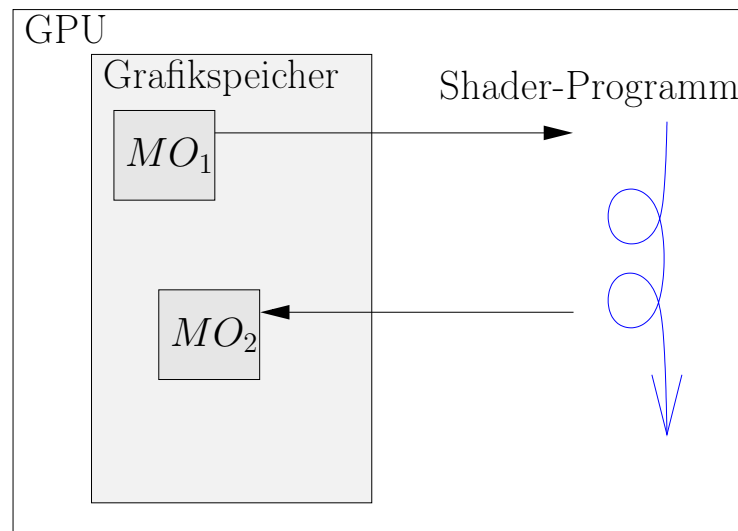 GPU
Grafikspeicher
Shader-Programm
MO₁
MO₂